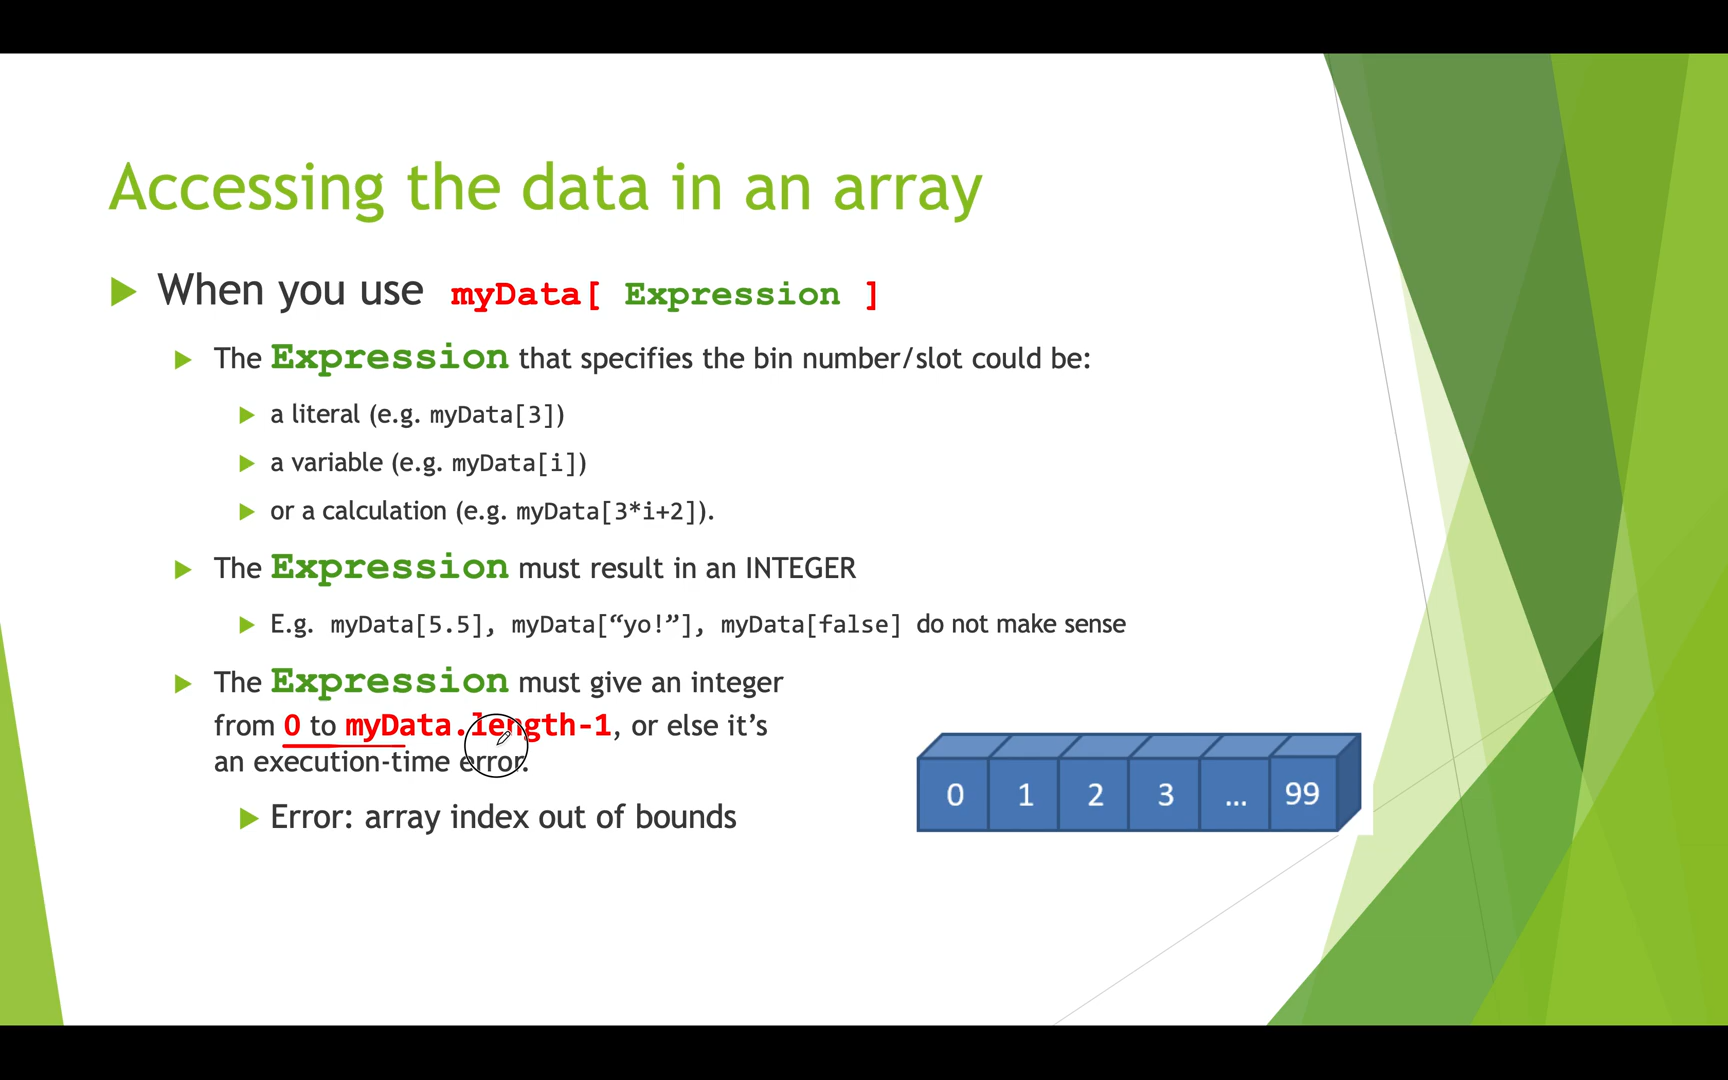 Accessing the data in an array
When you use myData[ Expression ]
The Expression that specifies the bin number/slot could be:
a literal (e.g. myData[3])
a variable (e.g. myData[i])
or a calculation (e.g. myData[3*i+2]).
The Expression must result in an INTEGER
E.g. myData[5.5], myData[“yo!”], myData[false] do not make sense
The Expression must give an integer
from 0 to myData.length-1, or else it’s
an execution-time error.
Error: array index out of bounds
0 1 2 3 … 99